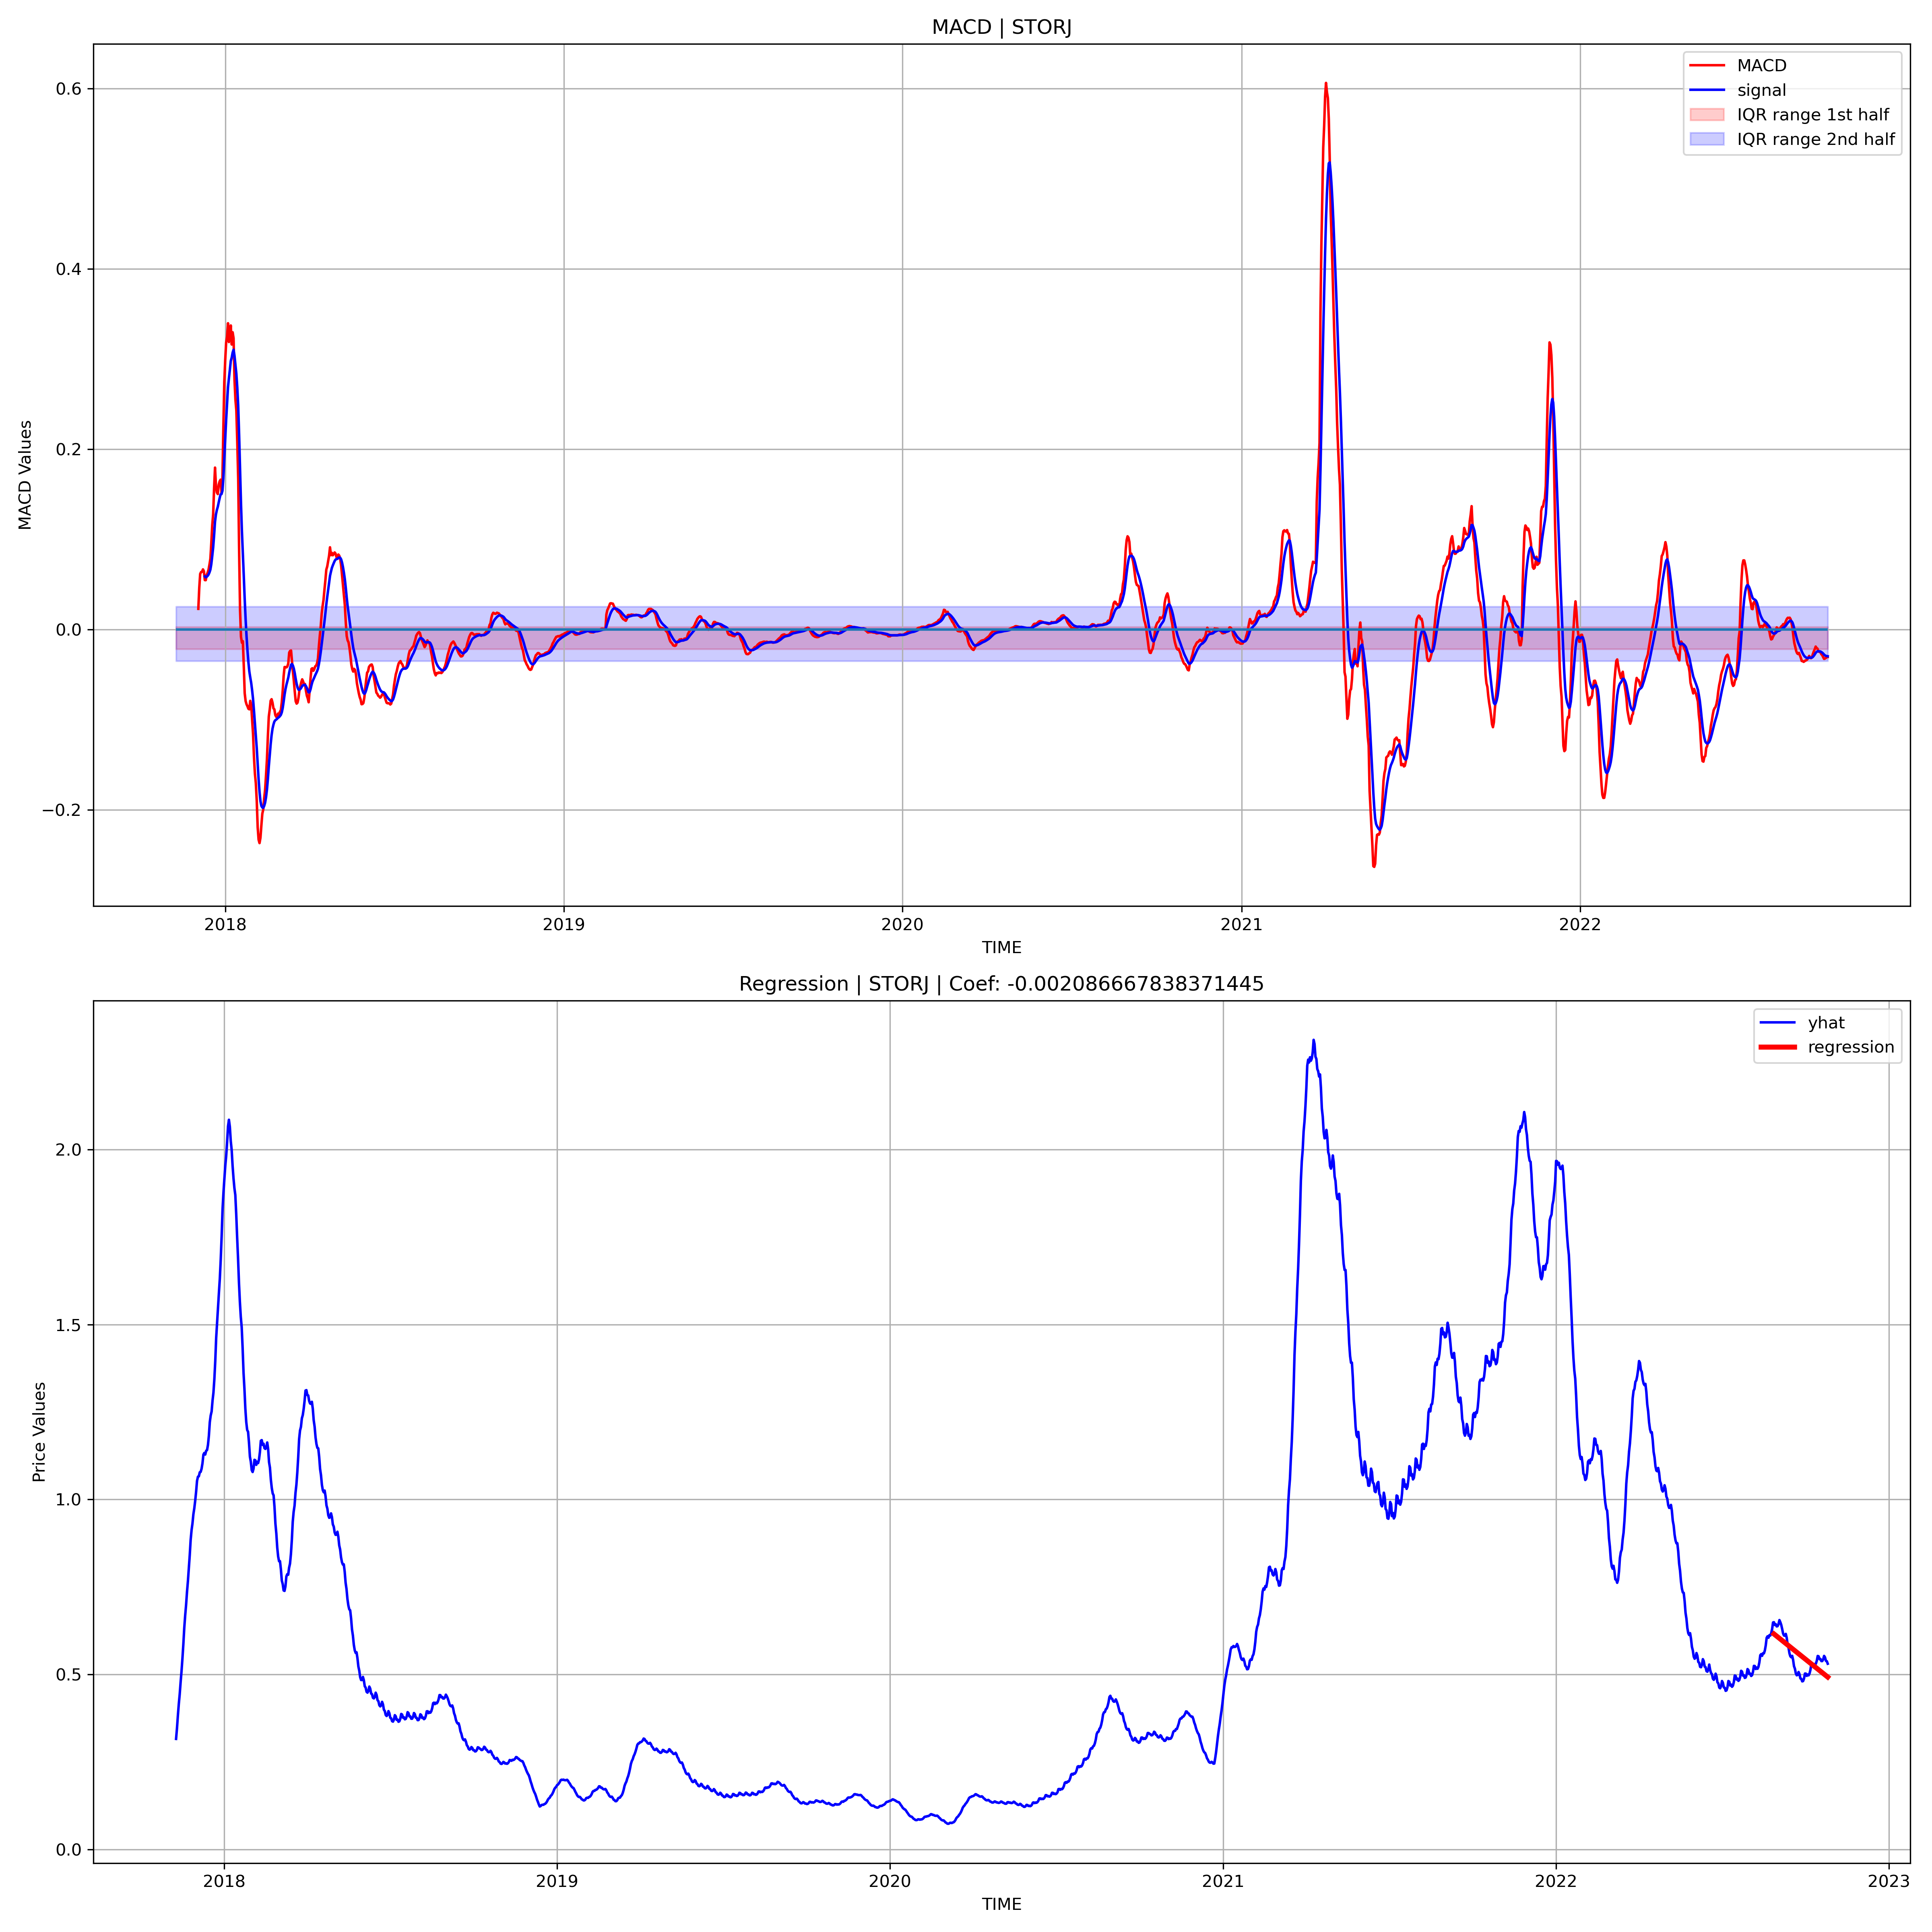 MACD | STORJ
MACD
signal
IQR range 1st half
IQR range 2nd half
MACD Values
0.6
0.4
0.2
0.0
−0.2
2018 2019 2020 2021 2022
TIME
Regression | STORJ | Coef: -0.002086667838371445
yhat
regression
Price Values
2.0
1.5
1.0
0.5
0.0
2018 2019 2020 2021 2022 2023
TIME